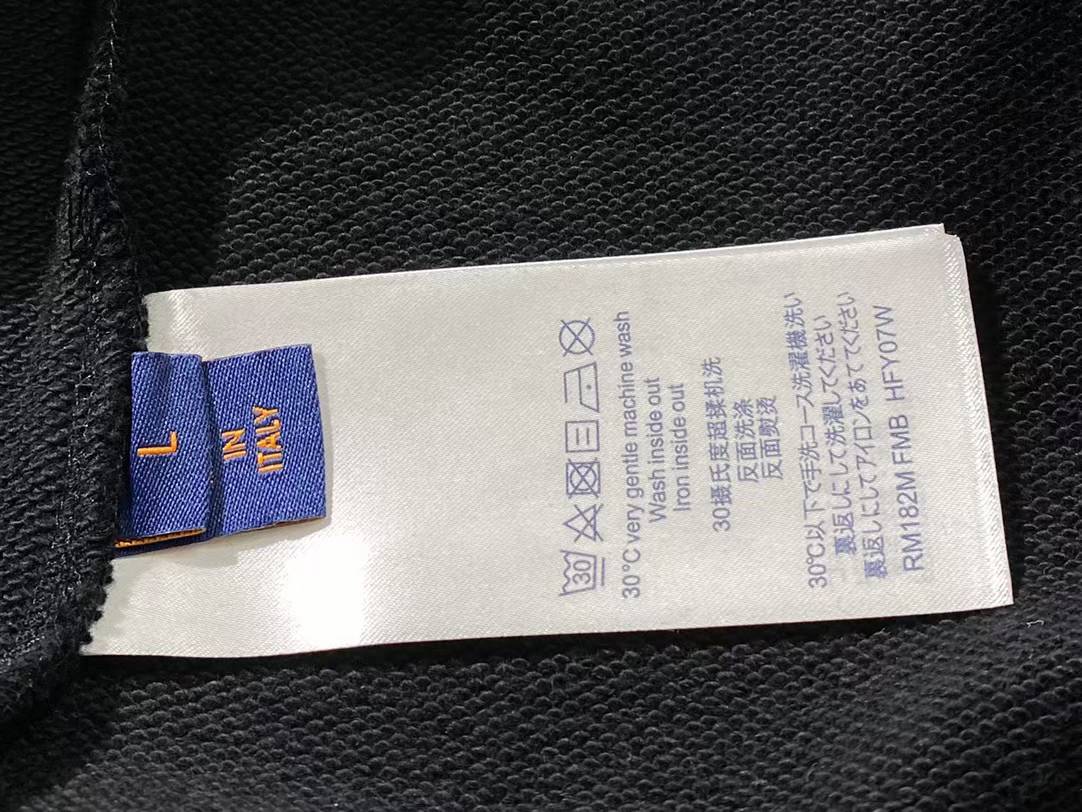 L
IN
ITALY
30
30°C very gentle machine wash
Wash inside out
Iron inside out
30摄氏度超揉机洗
反面洗涤
反面熨烫
30℃以下で手洗コース洗濯機洗い
裏返しにして洗濯してください
裏返しにしてアイロンをあててください
RM182M FMB HFY07W